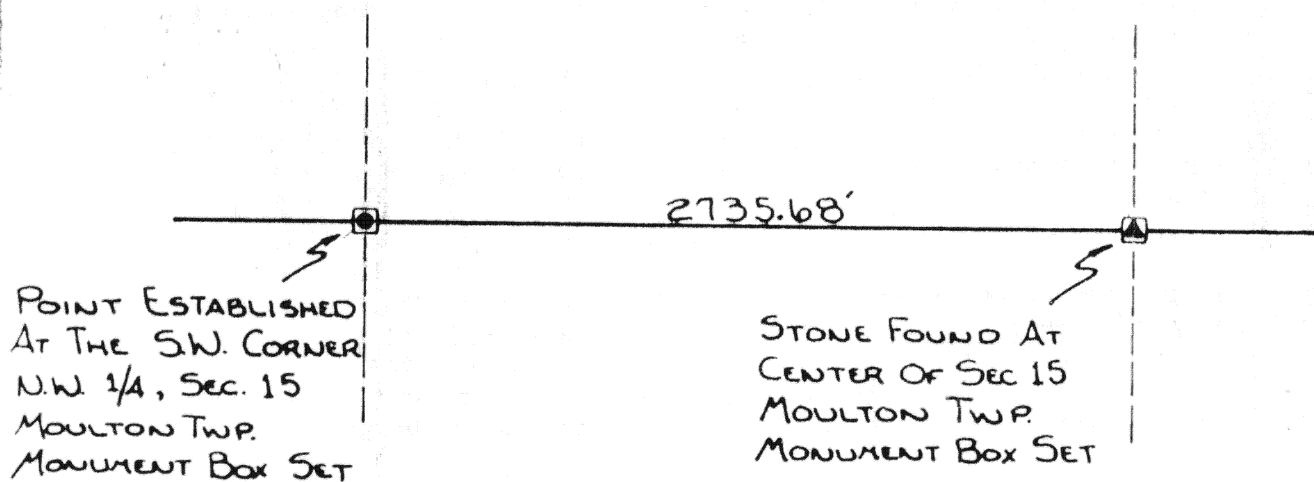 2735.68'
POINT ESTABLISHED
AT THE S.W. CORNER
N.W. 1/4, SEC. 15
MOULTON TWP.
MONUMENT BOX SET
STONE FOUND AT
CENTER OF SEC 15
MOULTON TWP.
MONUMENT BOX SET